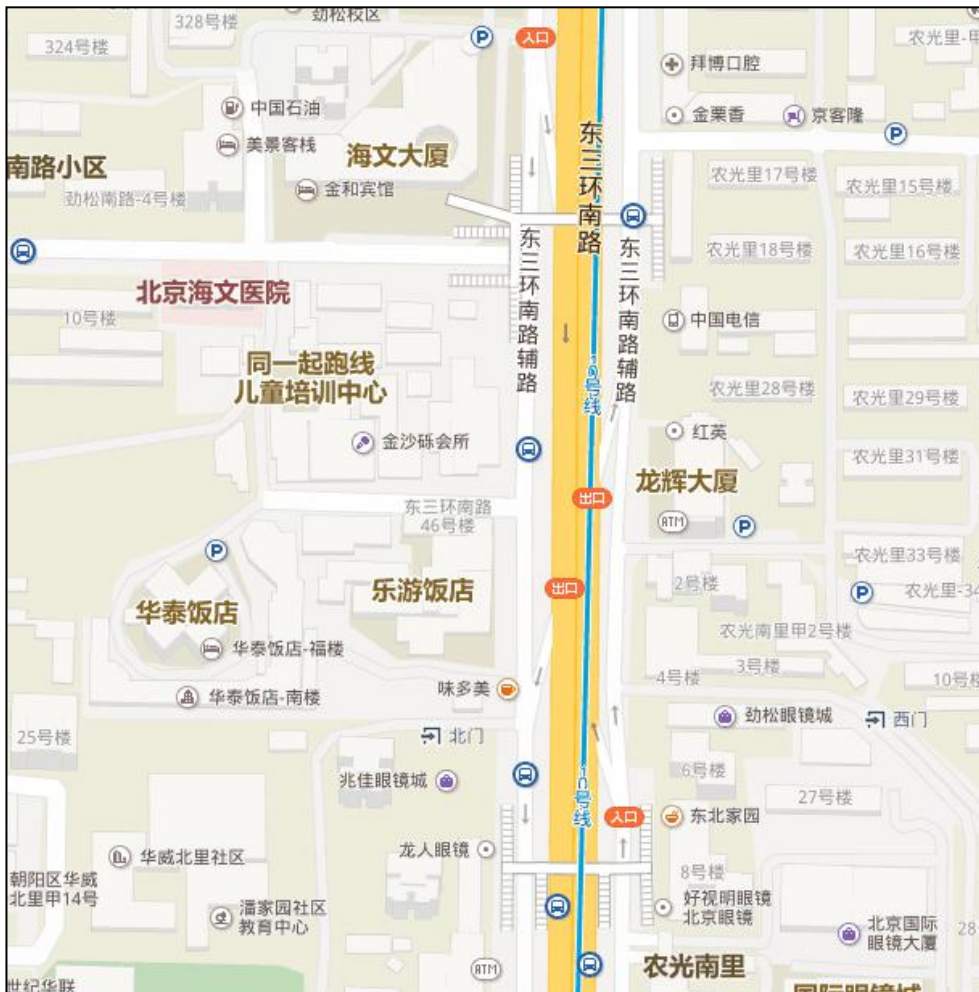 劲松校区
328号楼
324号楼
P
入口
农光里-甲
拜博口腔
中国石油
金栗香
京客隆
P
美景客栈
海文大厦
东三环南路
南路小区
金和宾馆
劲松南路-4号楼
农光里17号楼
农光里15号楼
东三环南路辅路
东三环南路辅路
农光里18号楼
农光里16号楼
北京海文医院
10号楼
中国电信
同一起跑线
儿童培训中心
10号线
农光里28号楼
农光里29号楼
红英
金沙砾会所
农光里31号楼
龙辉大厦
出口
东三环南路
46号楼
ATM
P
P
农光里33号楼
2号楼
出口
乐游饭店
P
农光里-34
华泰饭店
农光南里甲2号楼
华泰饭店-福楼
3号楼
4号楼
10号楼
味多美
华泰饭店-南楼
劲松眼镜城
西门
25号楼
北门
6号楼
兆佳眼镜城
10号线
27号楼
入口
东北家园
龙人眼镜
华威北里社区
8号楼
朝阳区华威
北里甲14号
潘家园社区
教育中心
好视明眼镜
北京眼镜
北京国际
眼镜大厦
28
ATM
农光南里
世纪华联
国际眼镜城